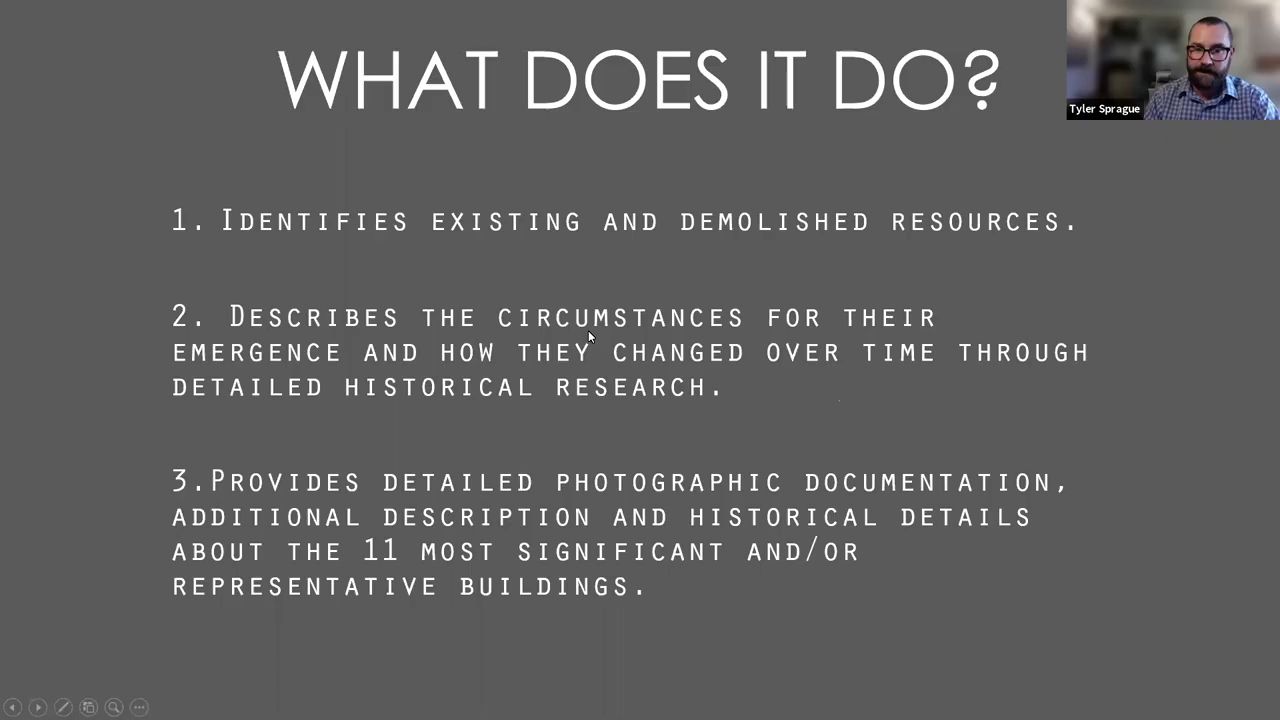 WHAT DOES IT DO?
Tyler Sprague
1. IDENTIFIES EXISTING AND DEMOLISHED RESOURCES.
2. DESCRIBES THE CIRCUMSTANCES FOR THEIR
EMERGENCE AND HOW THEY CHANGED OVER TIME THROUGH
DETAILED HISTORICAL RESEARCH.
3.PROVIDES DETAILED PHOTOGRAPHIC DOCUMENTATION,
ADDITIONAL DESCRIPTION AND HISTORICAL DETAILS
ABOUT THE 11 MOST SIGNIFICANT AND/OR
REPRESENTATIVE BUILDINGS.